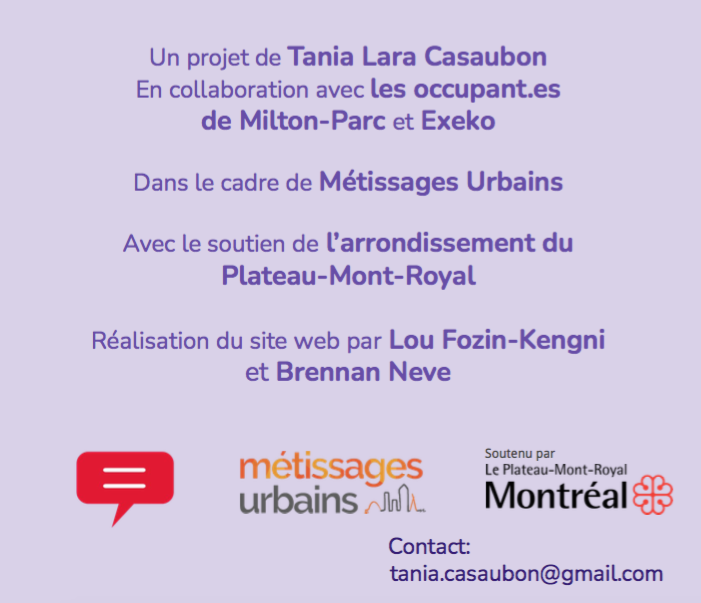 Un projet de Tania Lara Casaubon
En collaboration avec les occupant.es
de Milton-Parc et Exeko
Dans le cadre de Métissages Urbains
Avec le soutien de l'arrondissement du
Plateau-Mont-Royal
Réalisation du site web par Lou Fozin-Kengni
et Brennan Neve
métissages
urbains
Soutenu par
Le Plateau-Mont-Royal
Montréal
Contact:
tania.casaubon@gmail.com